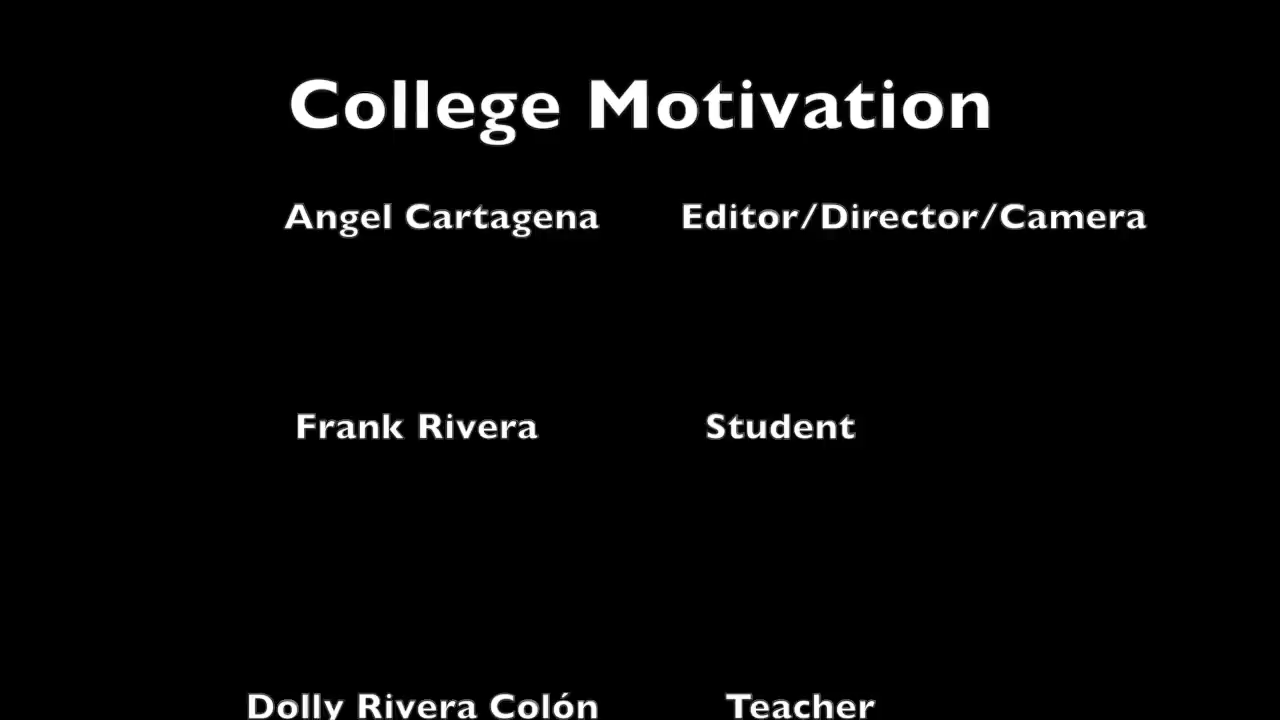 College Motivation
Angel Cartagena Editor/Director/Camera
Frank Rivera Student
Dolly Rivera Colón Teacher